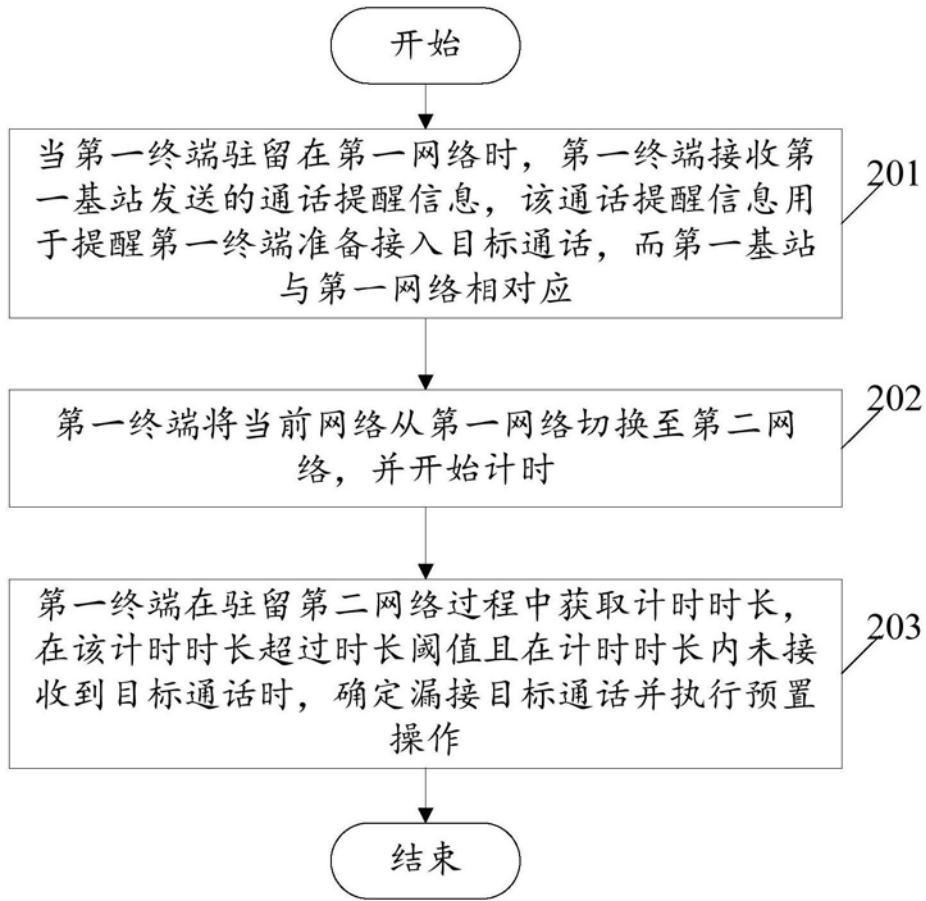 开始
当第一终端驻留在第一网络时，第一终端接收第
一基站发送的通话提醒信息，该通话提醒信息用
于提醒第一终端准备接入目标通话，而第一基站
与第一网络相对应
201
第一终端将当前网络从第一网络切换至第二网
络，并开始计时
202
第一终端在驻留第二网络过程中获取计时时长，
在该计时时长超过时长阈值且在计时时长内未接
收到目标通话时，确定漏接目标通话并执行预置
操作
203
结束